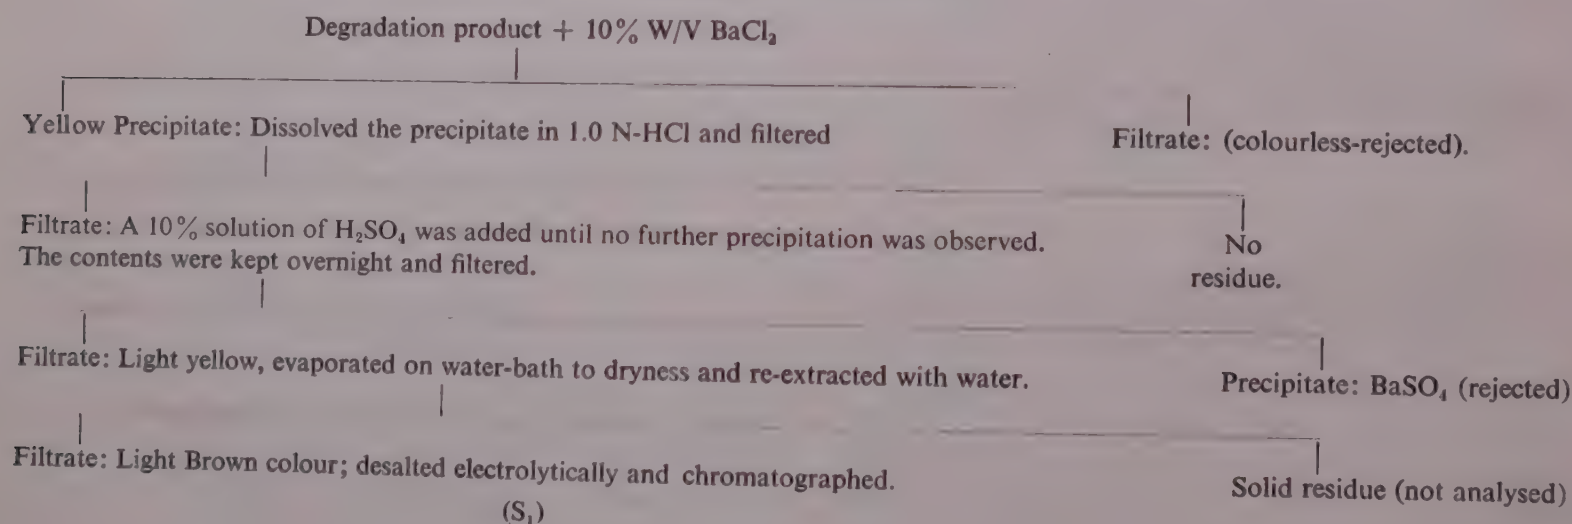 Degradation product + 10% W/V BaCl₂
Yellow Precipitate: Dissolved the precipitate in 1.0 N-HCl and filtered
Filtrate: (colourless-rejected).
Filtrate: A 10% solution of H₂SO₄ was added until no further precipitation was observed.
The contents were kept overnight and filtered.
No
residue.
Filtrate: Light yellow, evaporated on water-bath to dryness and re-extracted with water.
Precipitate: BaSO₄ (rejected)
Filtrate: Light Brown colour; desalted electrolytically and chromatographed.
(S₁)
Solid residue (not analysed)